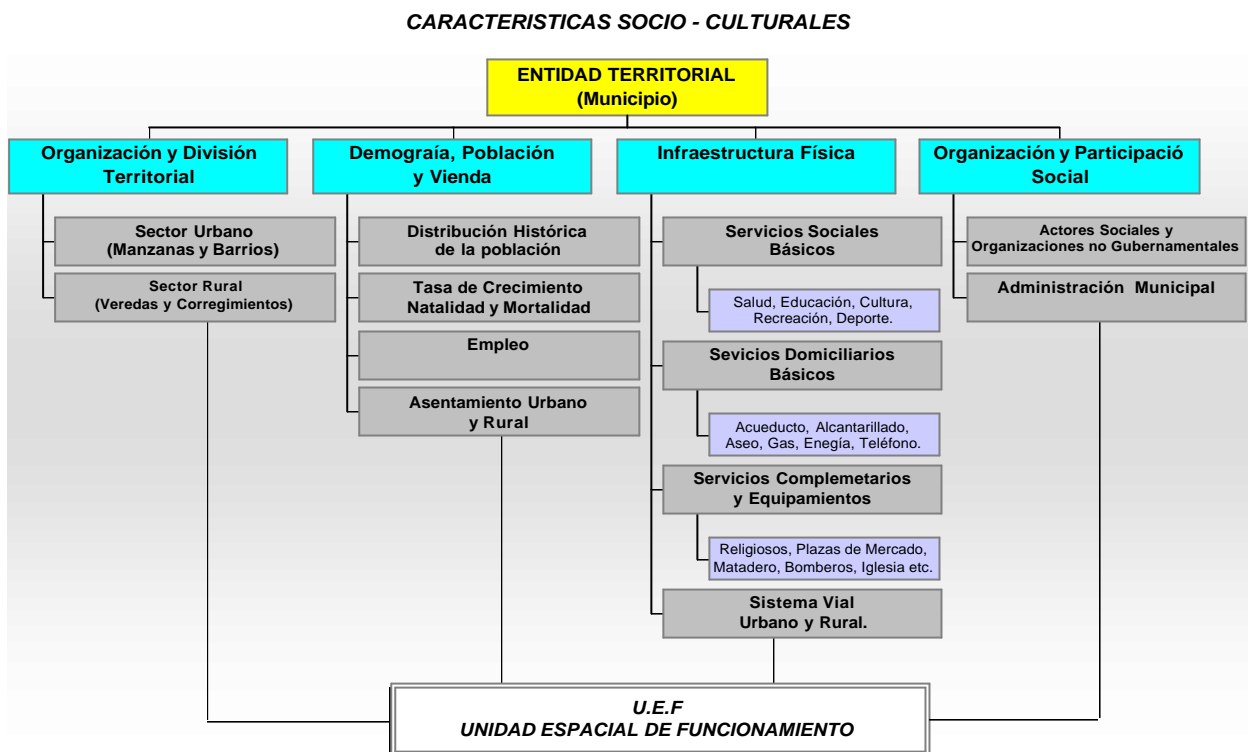 CARACTERISTICAS SOCIO - CULTURALES
ENTIDAD TERRITORIAL
(Municipio)
Organización y División
Territorial
Sector Urbano
(Manzanas y Barrios)
Sector Rural
(Veredas y Corregimientos)
Demograía, Población
y Vienda
Distribución Histórica
de la población
Tasa de Crecimiento
Natalidad y Mortalidad
Empleo
Asentamiento Urbano
y Rural
Infraestructura Física
Servicios Sociales
Básicos
Salud, Educación, Cultura,
Recreación, Deporte.
Sevicios Domiciliarios
Básicos
Acueducto, Alcantarillado,
Aseo, Gas, Enegía, Teléfono.
Servicios Complemetarios
y Equipamientos
Religiosos, Plazas de Mercado,
Matadero, Bomberos, Iglesia etc.
Sistema Vial
Urbano y Rural.
Organización y Participació
Social
Actores Sociales y
Organizaciones no Gubernamentales
Administración Municipal
U.E.F
UNIDAD ESPACIAL DE FUNCIONAMIENTO